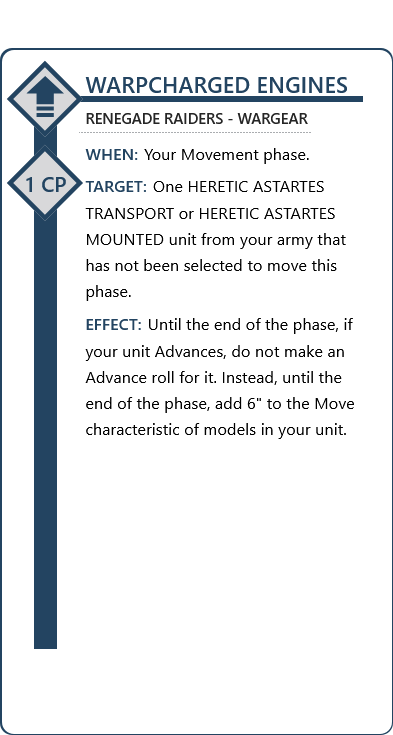 WARPCHARGED ENGINES
RENEGADE RAIDERS - WARGEAR
WHEN: Your Movement phase.
1 CP
TARGET: One HERETIC ASTARTES
TRANSPORT or HERETIC ASTARTES
MOUNTED unit from your army that
has not been selected to move this
phase.
EFFECT: Until the end of the phase, if
your unit Advances, do not make an
Advance roll for it. Instead, until the
end of the phase, add 6" to the Move
characteristic of models in your unit.